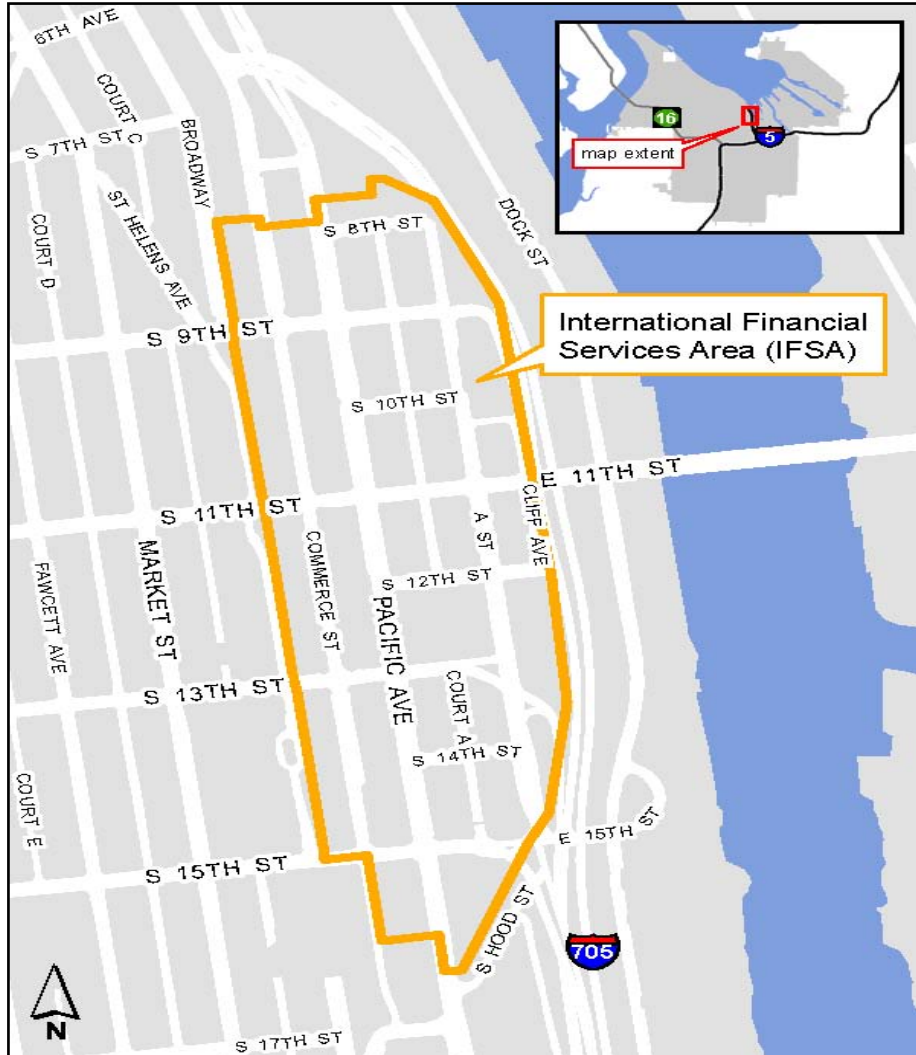 6TH AVE
COURT C
S 7TH ST
BROADWAY
ST HELENS AVE
COURT D
S 8TH ST
DOCK ST
16
5
map extent
S 9TH ST
International Financial
Services Area (IFSA)
S 10TH ST
E 11TH ST
S 11TH ST
CLIFF AVE
A ST
COMMERCE ST
MARKET ST
FAWCETT AVE
S 12TH ST
PACIFIC AVE
S 13TH ST
COURT A
S 14TH ST
COURT E
E 15TH ST
S 15TH ST
S HOOD ST
705
N
S 17TH ST